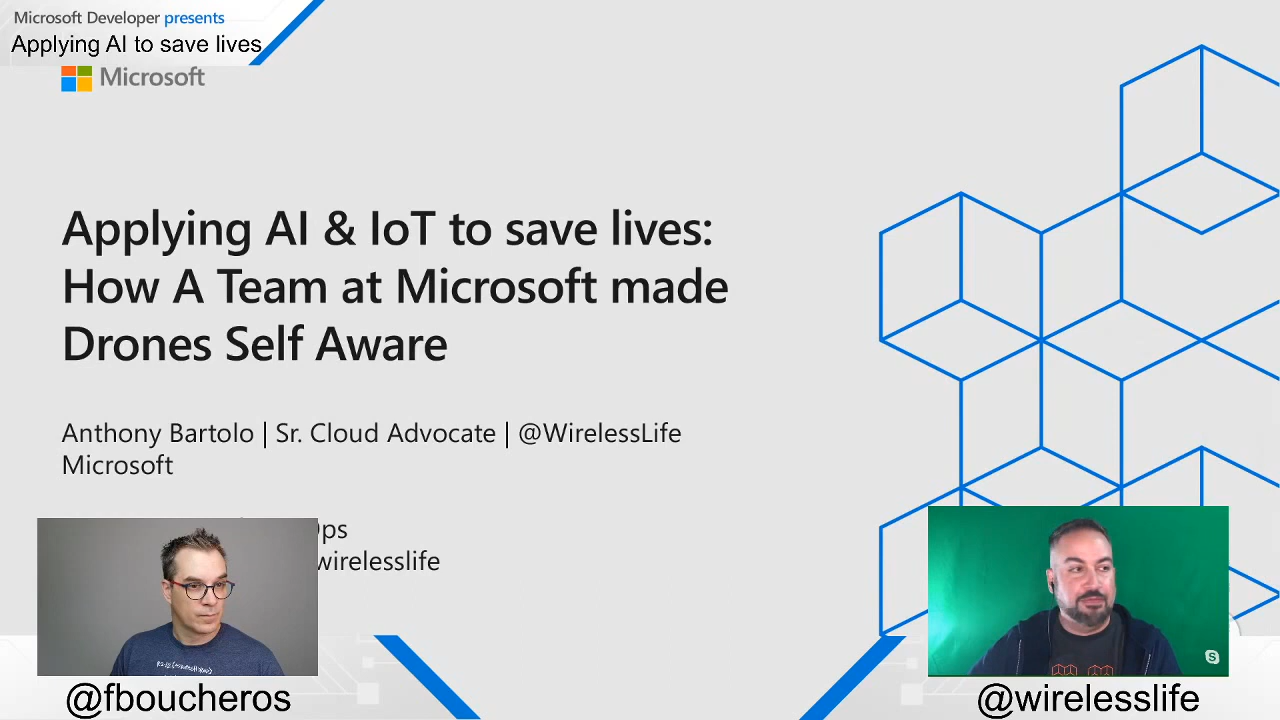 Microsoft Developer presents
Applying AI to save lives
Microsoft
Applying AI & IoT to save lives:
How A Team at Microsoft made
Drones Self Aware
Anthony Bartolo | Sr. Cloud Advocate | @WirelessLife
Microsoft
wirelesslife
@fboucheros
@wirelesslife